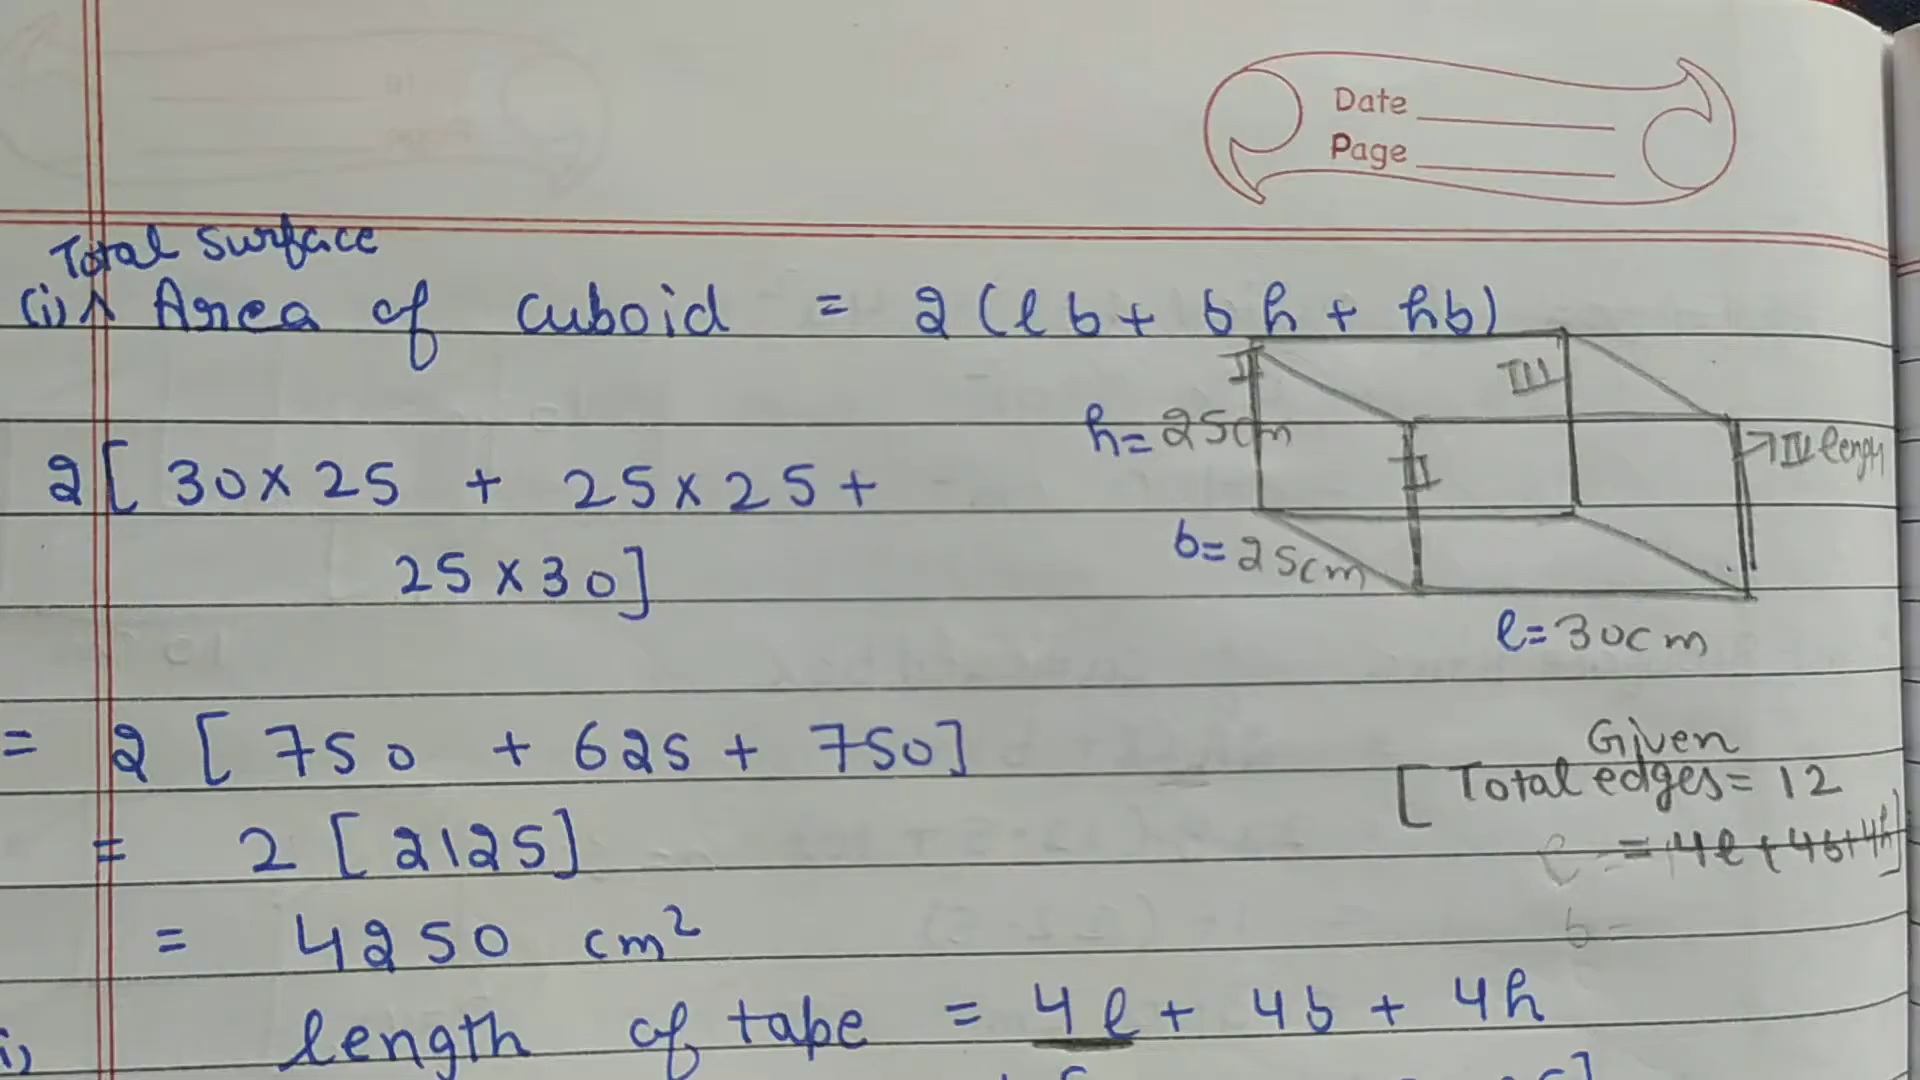 Date
Page
Total surface
(i) ∧ Area of cuboid = 2(lb + bh + hb)
II
III
h = 25cm
II
IV length
2[30×25 + 25×25+
25×30]
b = 25cm
l = 30cm
= 2[750 + 625 + 750]
Given
[Total edges = 12
= 4l + 4b + 4h]
= 2[2125]
b =
= 4250 cm²
length of tape = 4l + 4b + 4h